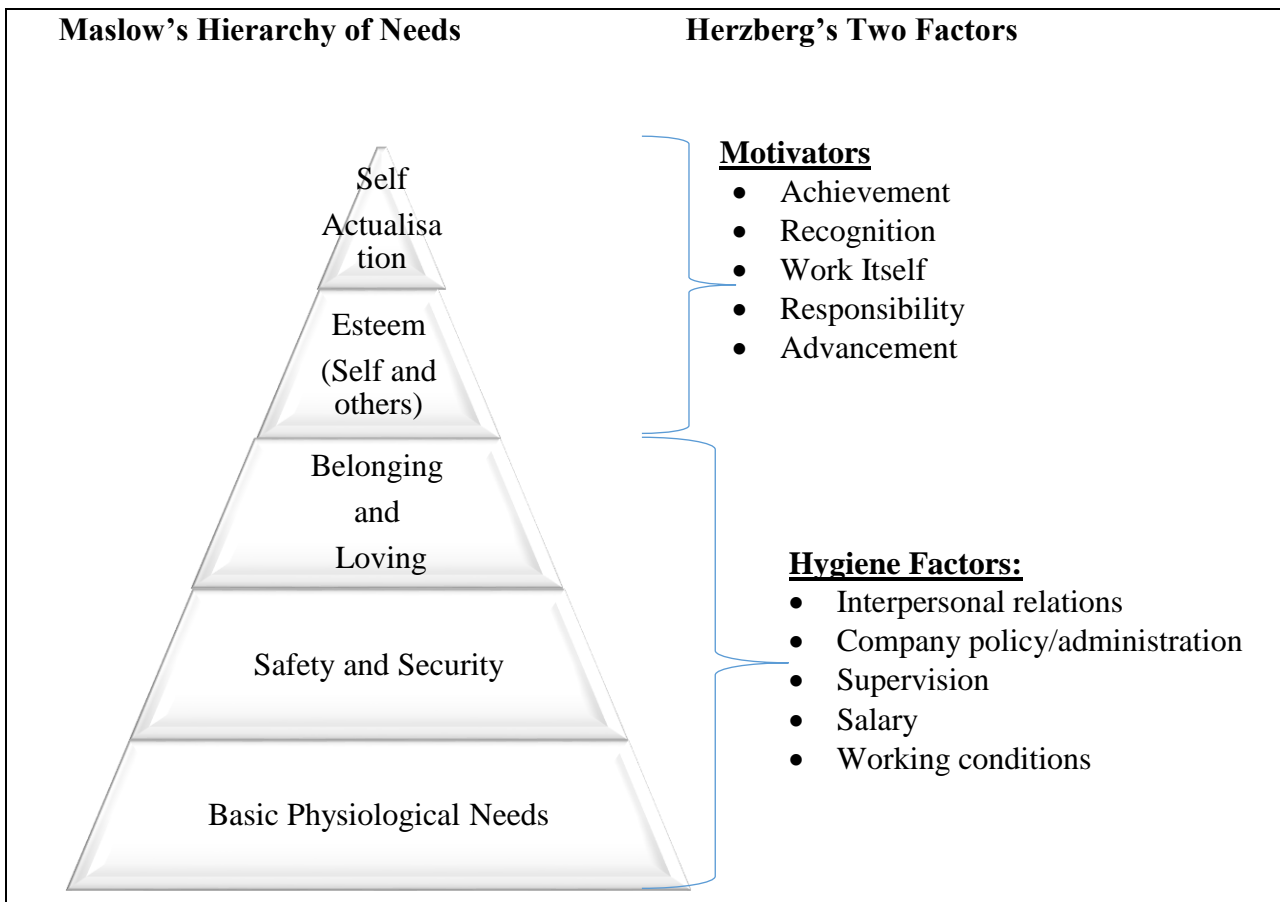 Maslow’s Hierarchy of Needs
Herzberg’s Two Factors
Self
Actualisa
tion
Esteem
(Self and
others)
Belonging
and
Loving
Safety and Security
Basic Physiological Needs
Motivators
• Achievement
• Recognition
• Work Itself
• Responsibility
• Advancement
Hygiene Factors:
• Interpersonal relations
• Company policy/administration
• Supervision
• Salary
• Working conditions